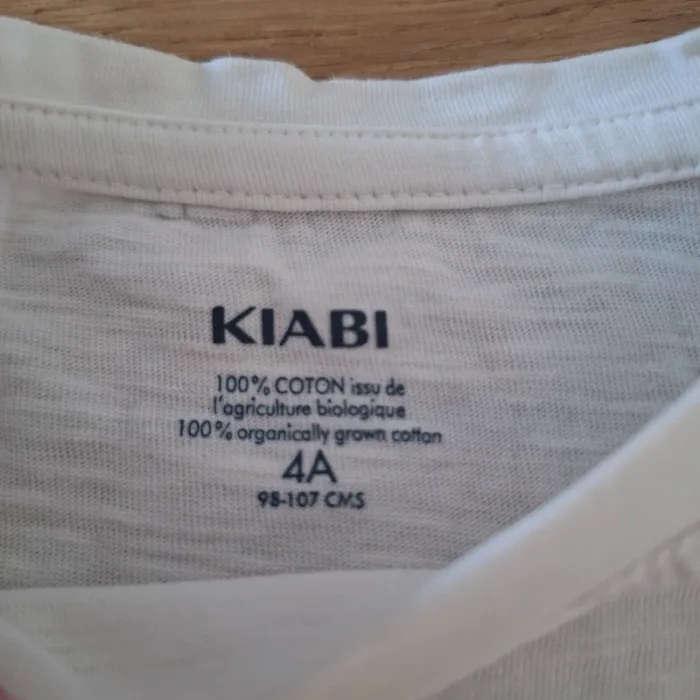 KIABI
100% COTON issu de
l'agriculture biologique
100% organically grown cotton
4A
98-107 CMS